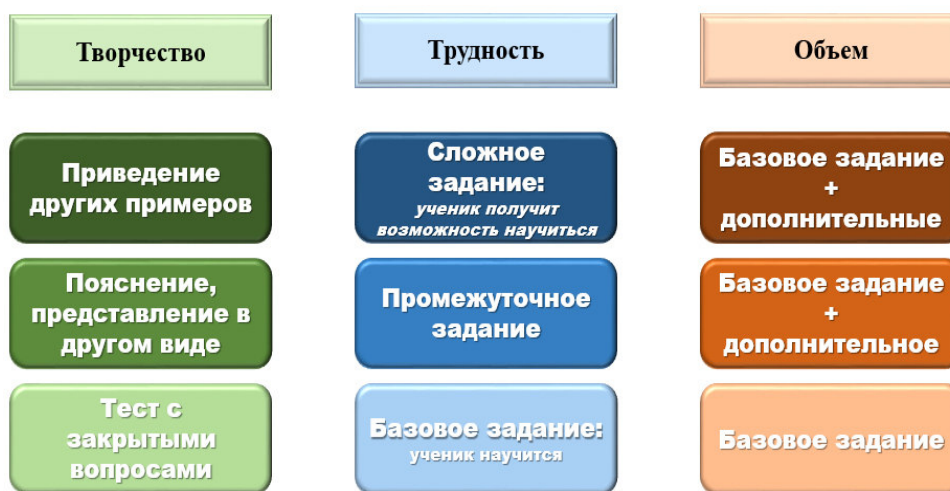 Творчество
Трудность
Объем
Приведение
других примеров
Сложное
задание:
ученик получит
возможность научиться
Базовое задание
+
дополнительные
Пояснение,
представление в
другом виде
Промежуточное
задание
Базовое задание
+
дополнительное
Тест с
закрытыми
вопросами
Базовое задание:
ученик научится
Базовое задание